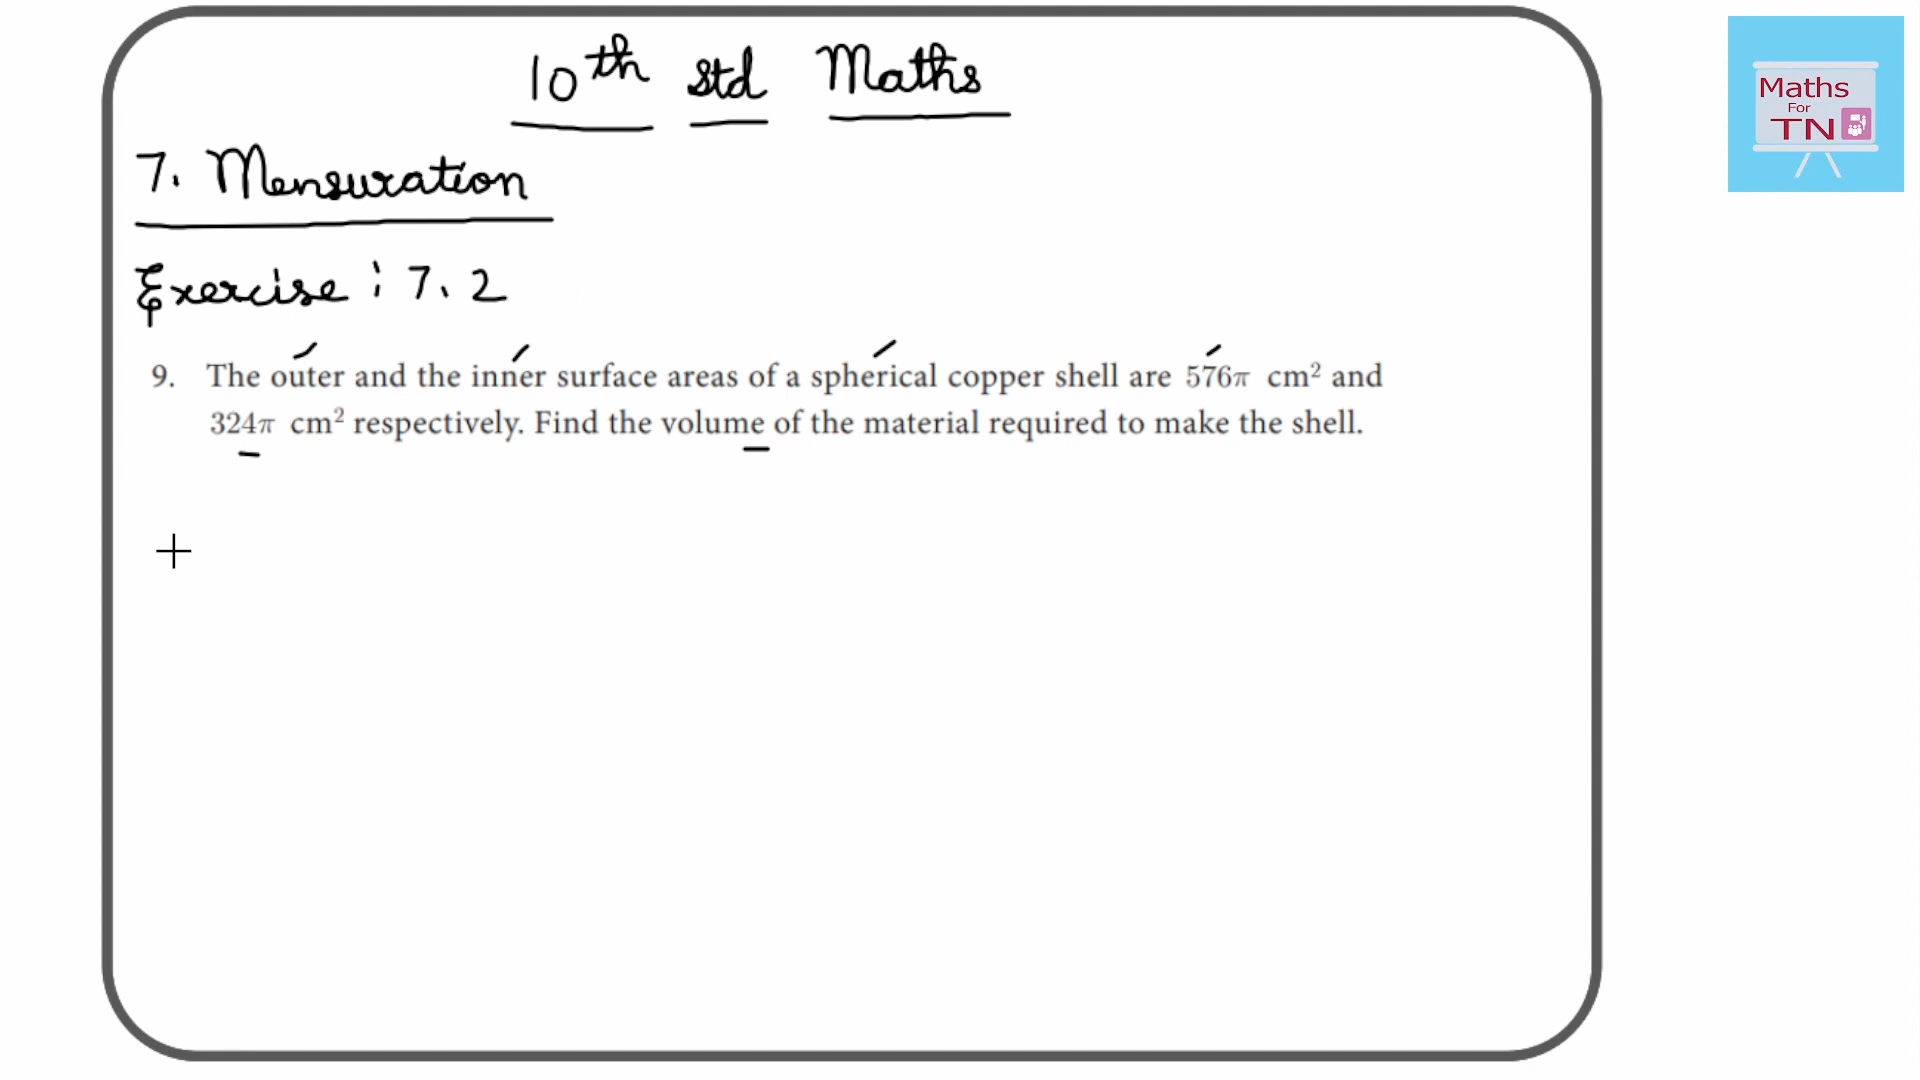 10th std Maths
Maths
For
TN
7. Mensuration
Exercise : 7.2
9. The outer and the inner surface areas of a spherical copper shell are 576π cm² and
324π cm² respectively. Find the volume of the material required to make the shell.